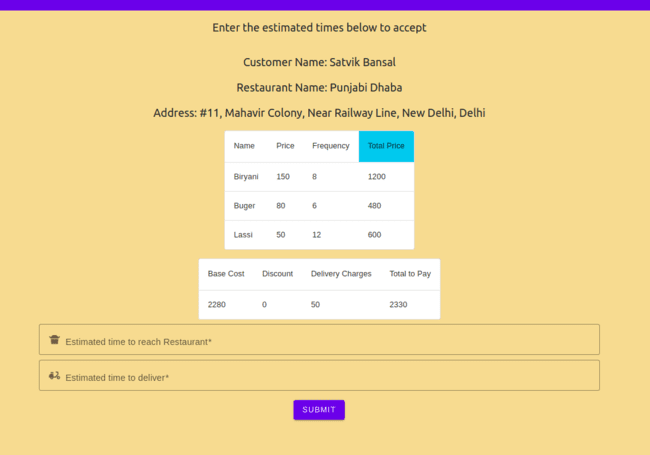 Enter the estimated times below to accept
Customer Name: Satvik Bansal
Restaurant Name: Punjabi Dhaba
Address: #11, Mahavir Colony, Near Railway Line, New Delhi, Delhi
Name Price Frequency Total Price
Biryani 150 8 1200
Buger 80 6 480
Lassi 50 12 600
Base Cost Discount Delivery Charges Total to Pay
2280 0 50 2330
Estimated time to reach Restaurant*
Estimated time to deliver*
SUBMIT